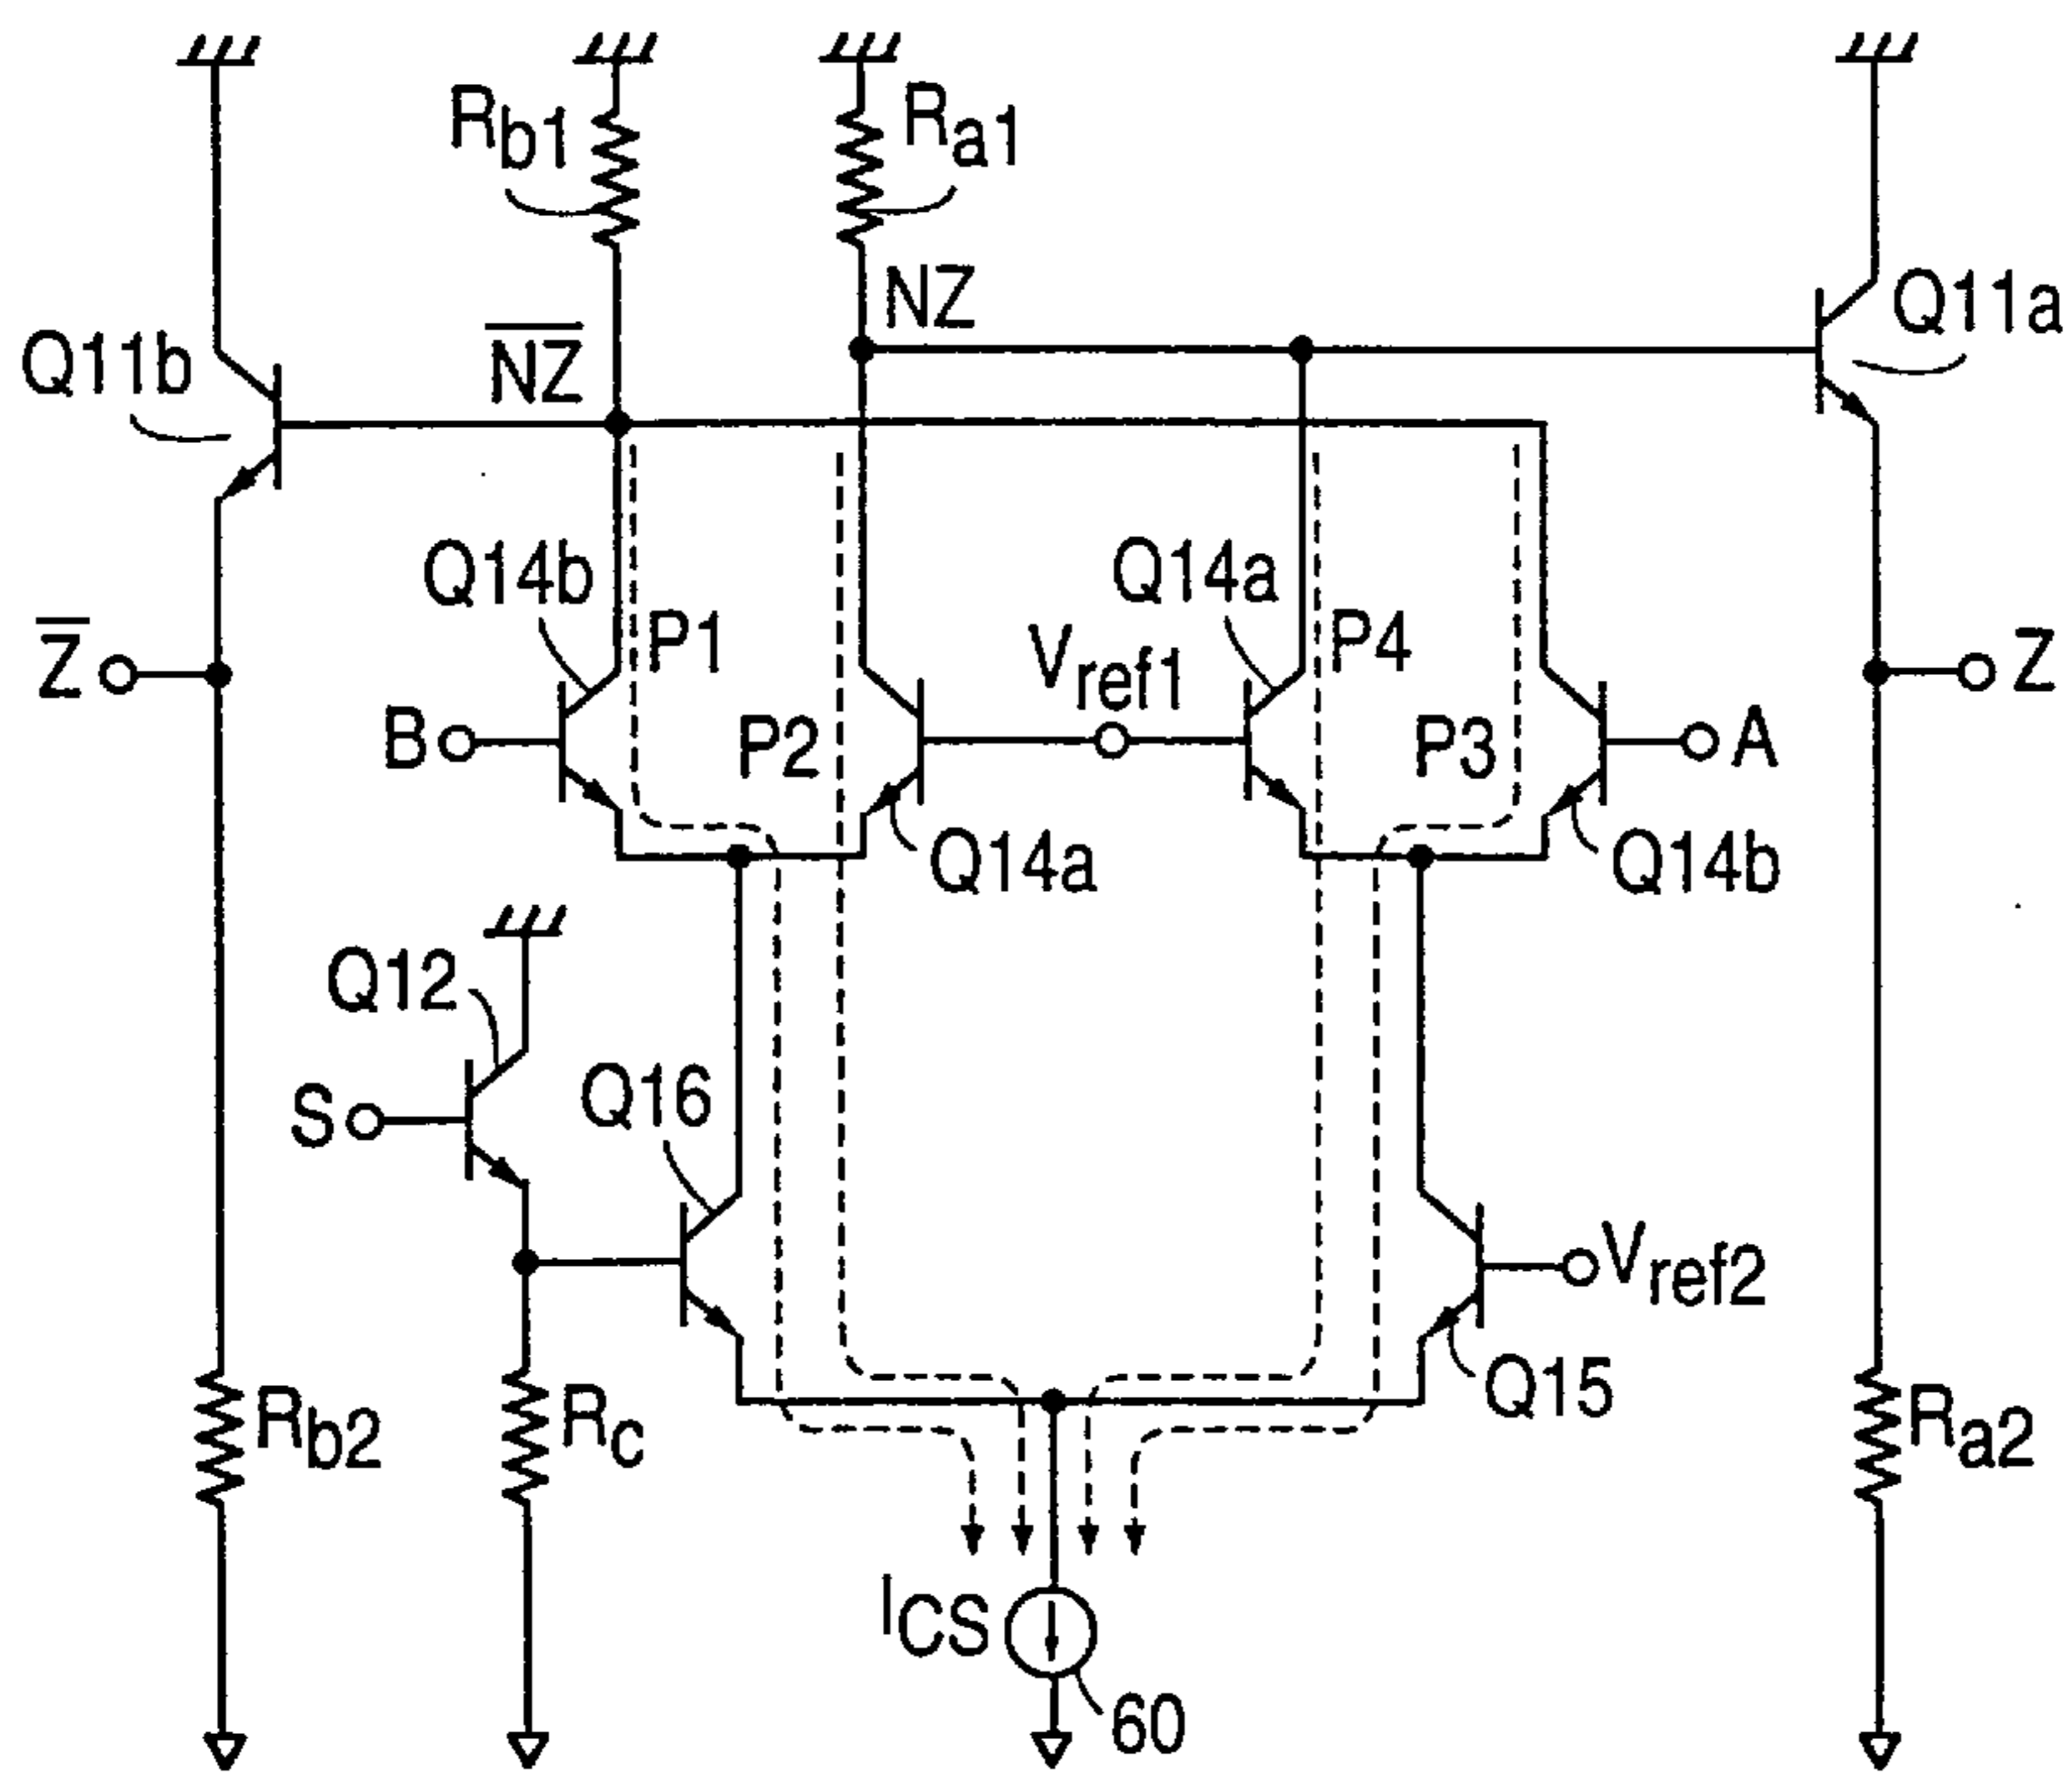 Rb1
Ra1
NZ
Q11a
Q11b
N̅Z̅
Q14b
P1
Q14a
P4
Vref1
Z̅
Z
B
P2
P3
A
Q14a
Q14b
Q12
S
Q16
Vref2
Q15
Rb2
Rc
Ra2
ICS
60